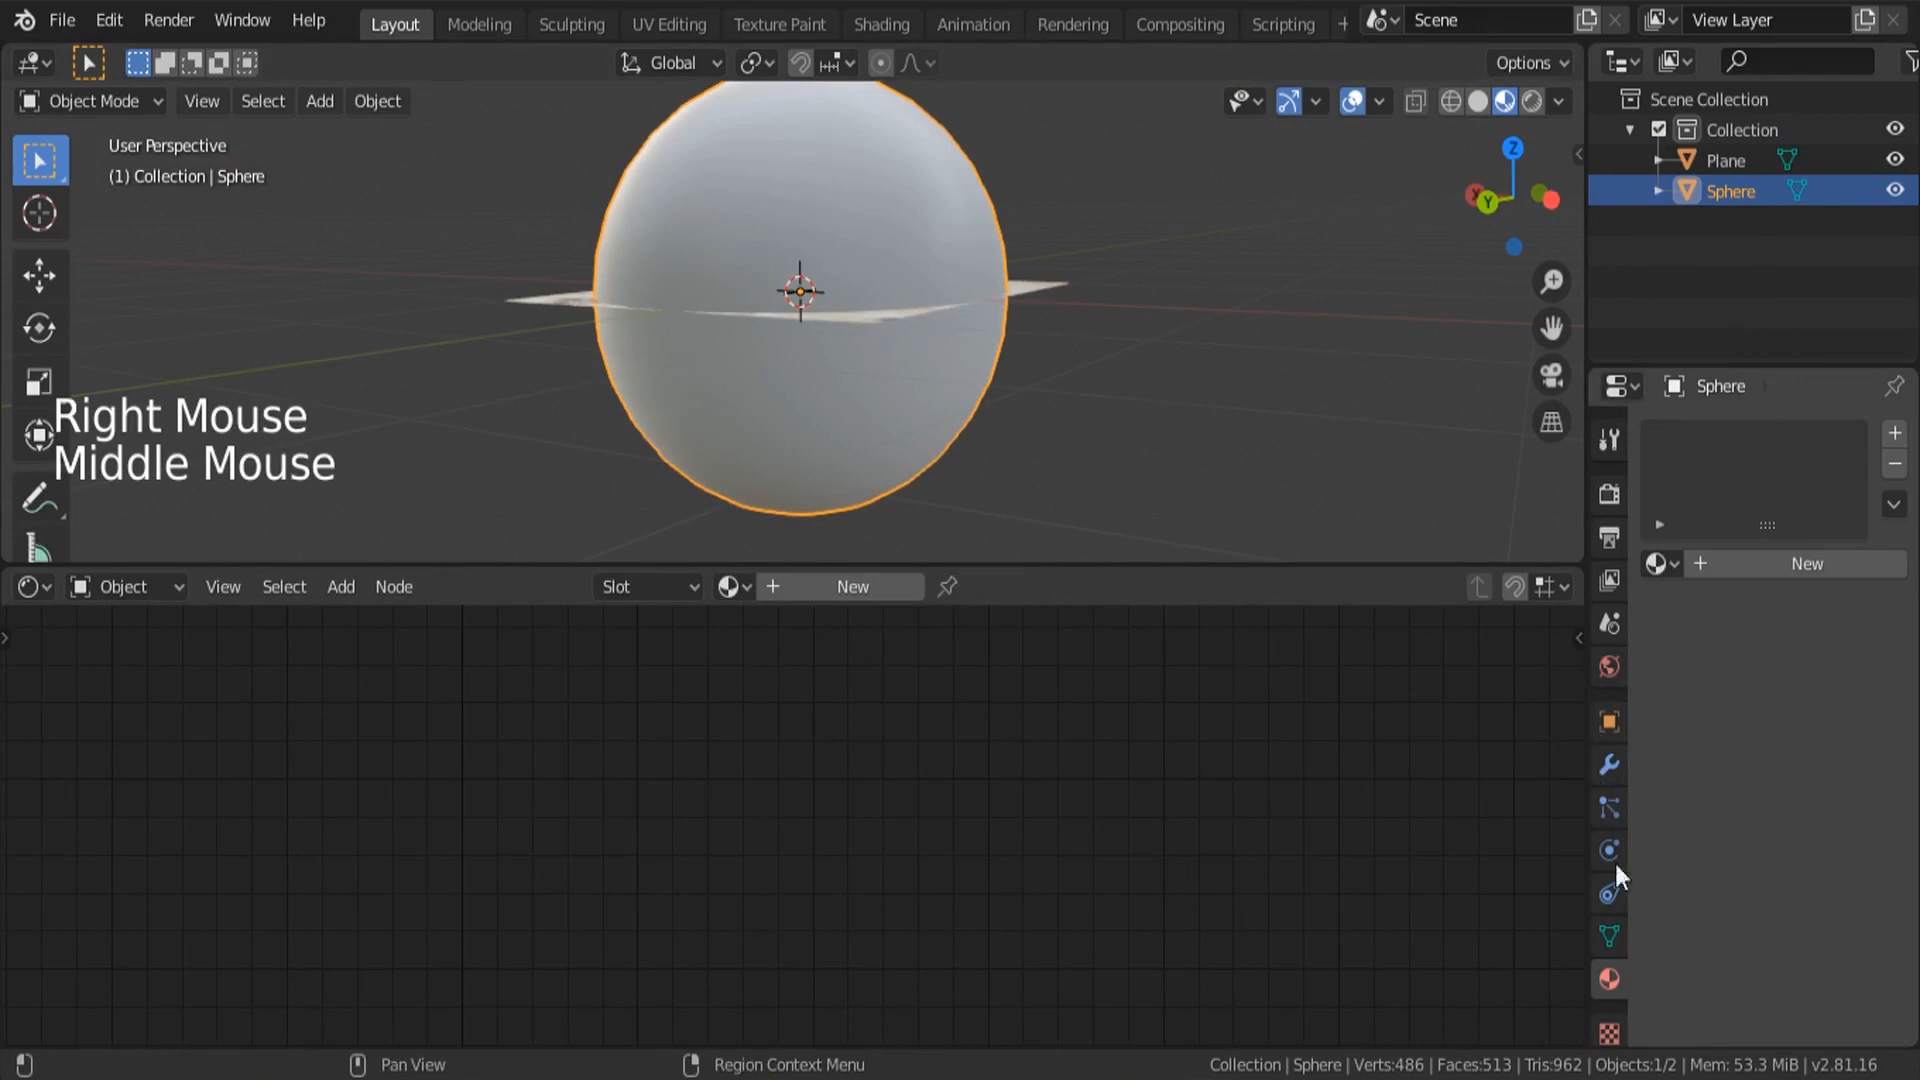 File Edit Render Window Help Layout Modeling Sculpting UV Editing Texture Paint Shading Animation Rendering Compositing Scripting + Scene View Layer
Global Options
Object Mode View Select Add Object
User Perspective
(1) Collection | Sphere
Z
X
Y
Right Mouse
Middle Mouse
Scene Collection
Collection
Plane
Sphere
Sphere
+ New
Object View Select Add Node Slot + New
Pan View Region Context Menu Collection | Sphere | Verts:486 | Faces:513 | Tris:962 | Objects:1/2 | Mem: 53.3 MiB | v2.81.16